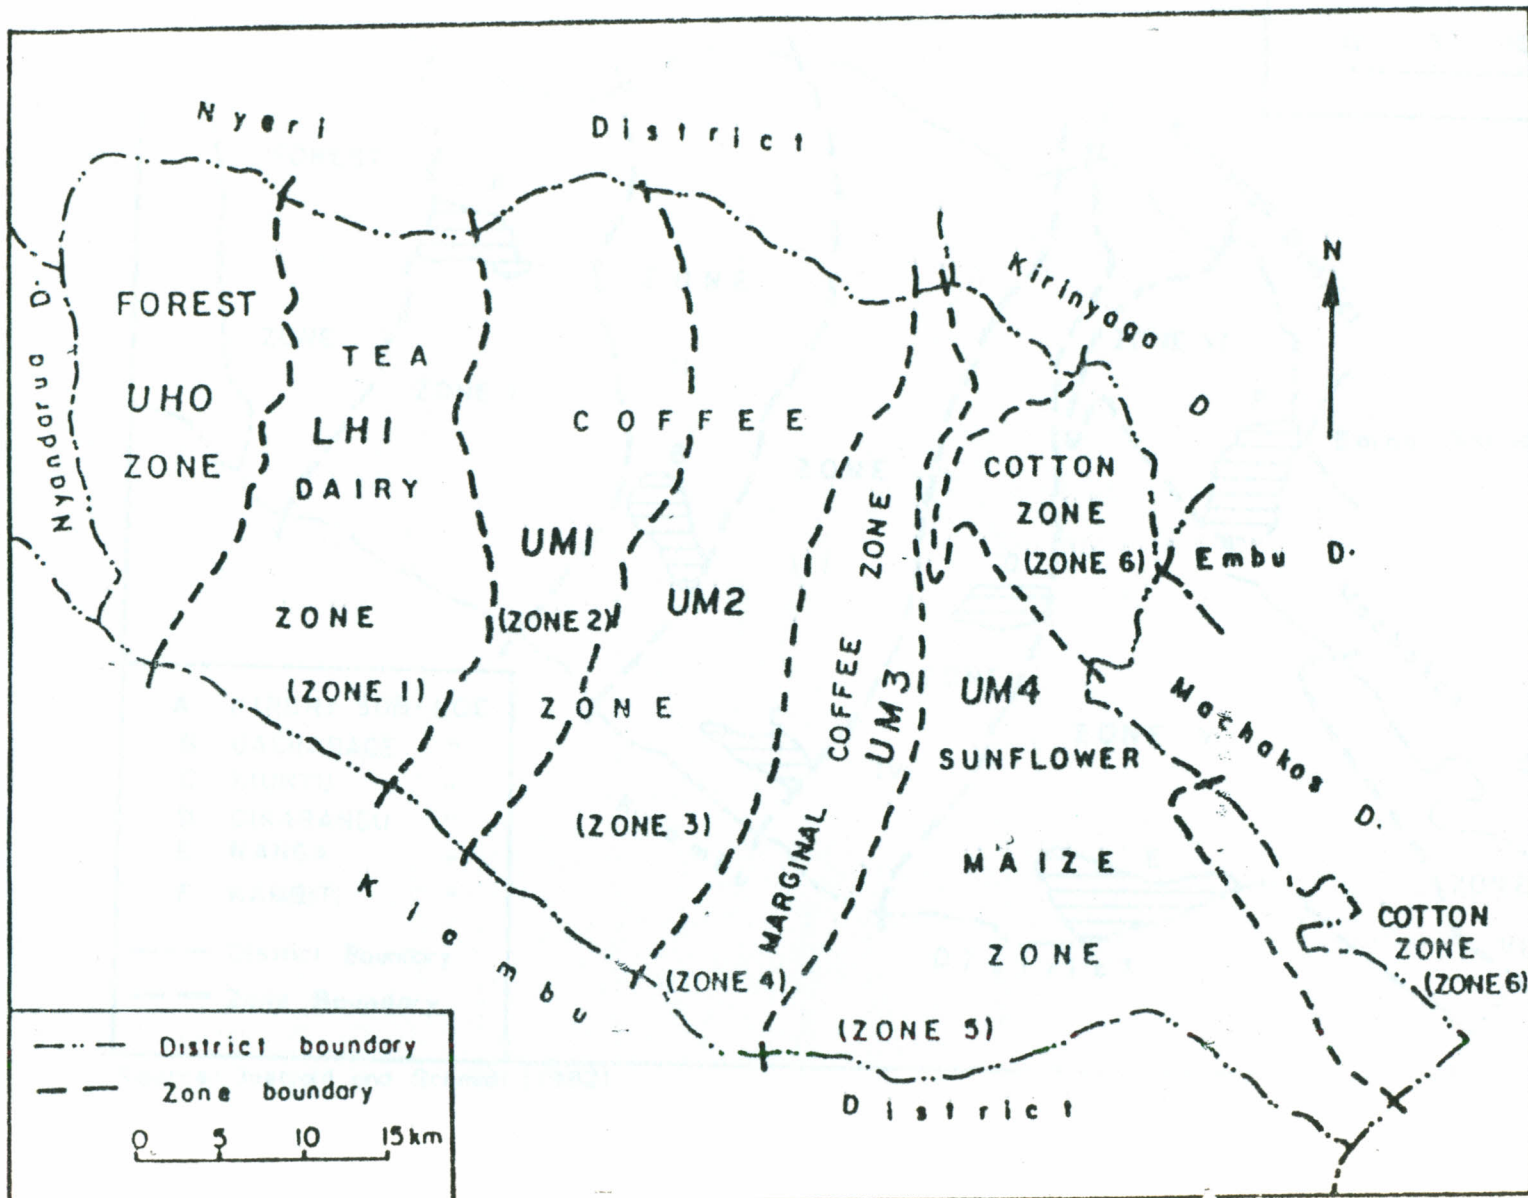 Nyeri District
Nyandarua D.
Kirinyaga D
Embu D.
Machakos D.
Kiambu District
N
FOREST
UHO
ZONE
TEA
LHI
DAIRY
ZONE
(ZONE 1)
COFFEE
UM1
(ZONE 2)
UM2
ZONE
(ZONE 3)
MARGINAL COFFEE ZONE
UM3
(ZONE 4)
COTTON
ZONE
(ZONE 6)
UM4
SUNFLOWER
MAIZE
ZONE
(ZONE 5)
COTTON
ZONE
(ZONE 6)
District boundary
Zone boundary
0 5 10 15km